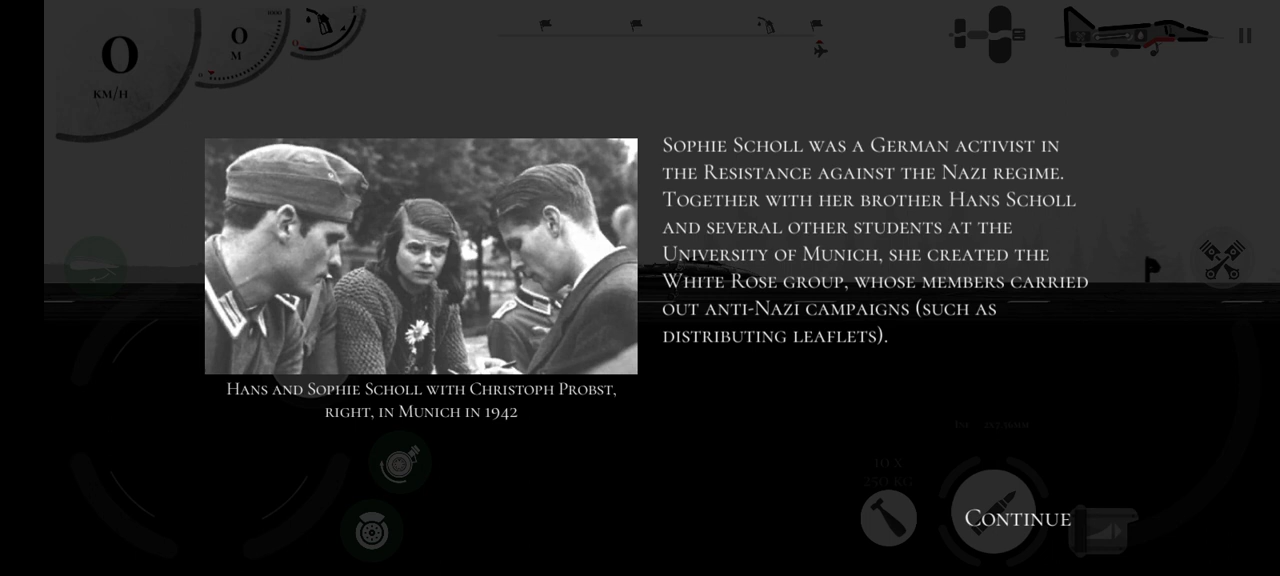 0
KM/H
0
M
0
1000
0
F
Sophie Scholl was a German activist in
the Resistance against the Nazi regime.
Together with her brother Hans Scholl
and several other students at the
University of Munich, she created the
White Rose group, whose members carried
out anti-Nazi campaigns (such as
distributing leaflets).
Hans and Sophie Scholl with Christoph Probst,
right, in Munich in 1942
10 x
250 kg
Continue